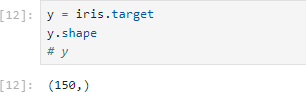 [12]: y = iris.target
y.shape
# y
[12]: (150,)